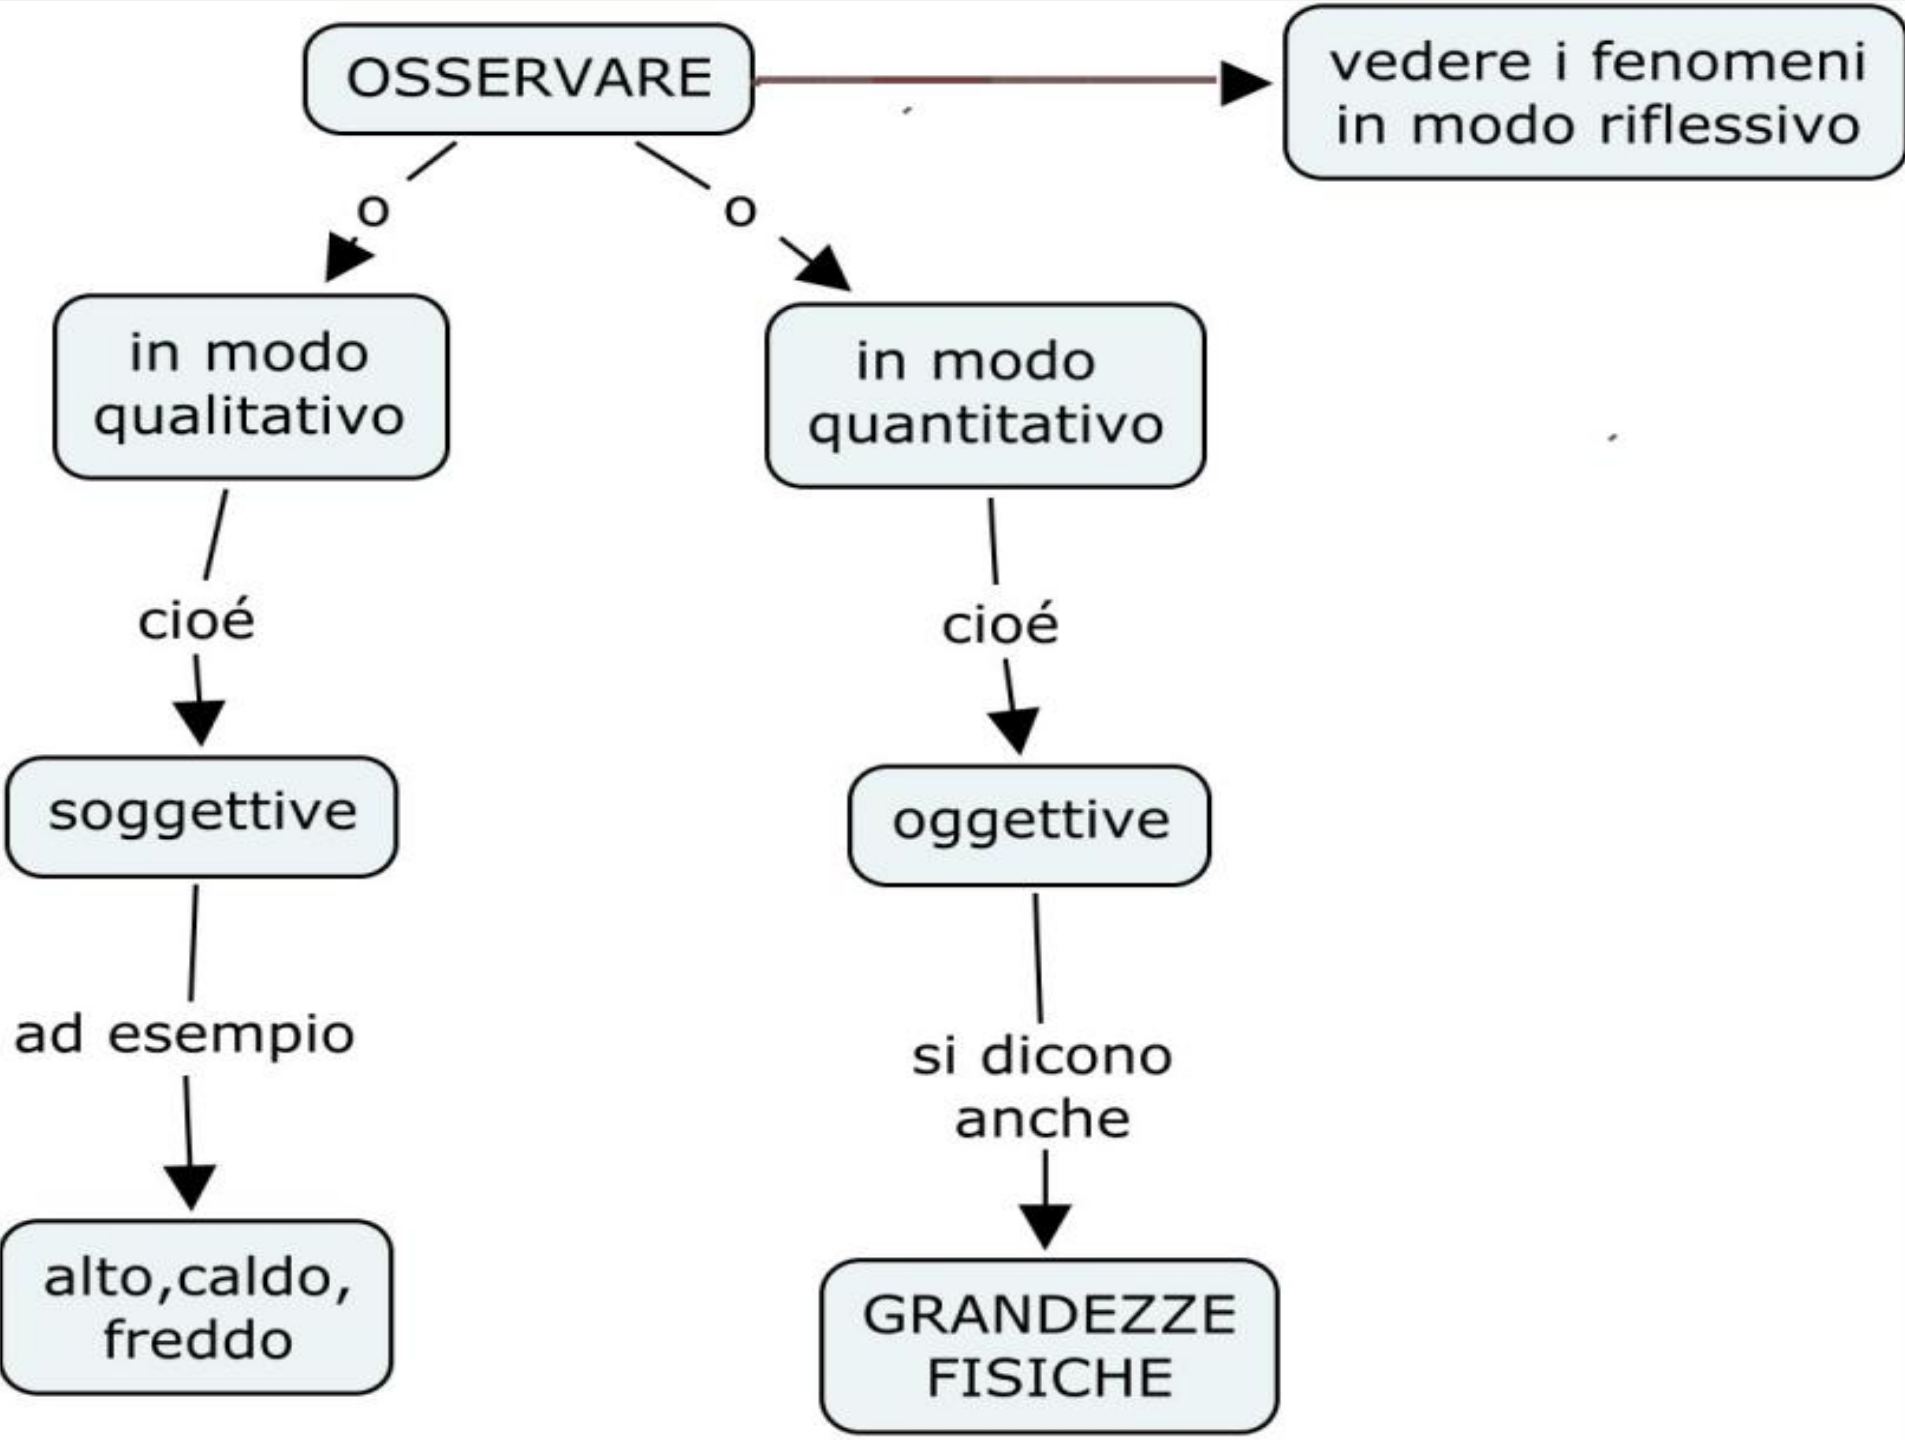 OSSERVARE
vedere i fenomeni
in modo riflessivo
o
o
in modo
qualitativo
in modo
quantitativo
cioé
cioé
soggettive
oggettive
ad esempio
si dicono
anche
alto,caldo,
freddo
GRANDEZZE
FISICHE